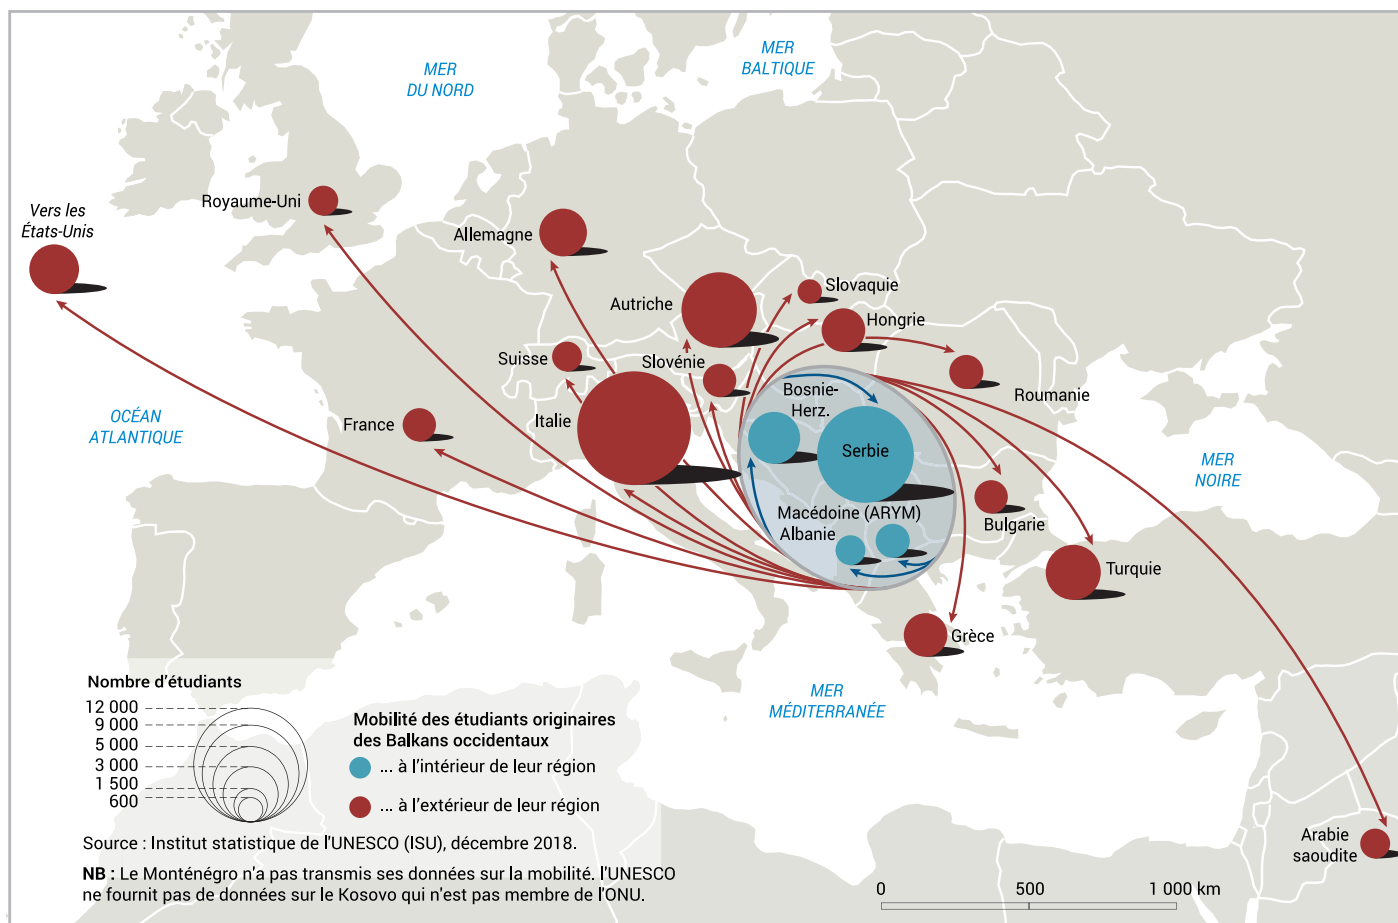 MER
DU NORD
MER
BALTIQUE
Vers les
États-Unis
Royaume-Uni
Allemagne
Autriche
Slovaquie
Hongrie
Suisse
Slovénie
Roumanie
France
Italie
Bosnie-
Herz.
Serbie
OCÉAN
ATLANTIQUE
MER
NOIRE
Macédoine (ARYM)
Albanie
Bulgarie
Turquie
Grèce
MER
MÉDITERRANÉE
Arabie
saoudite
Nombre d'étudiants
12 000
9 000
5 000
3 000
1 500
600
Mobilité des étudiants originaires
des Balkans occidentaux
... à l'intérieur de leur région
... à l'extérieur de leur région
Source : Institut statistique de l'UNESCO (ISU), décembre 2018.
NB : Le Monténégro n'a pas transmis ses données sur la mobilité. l'UNESCO
ne fournit pas de données sur le Kosovo qui n'est pas membre de l'ONU.
0 500 1 000 km